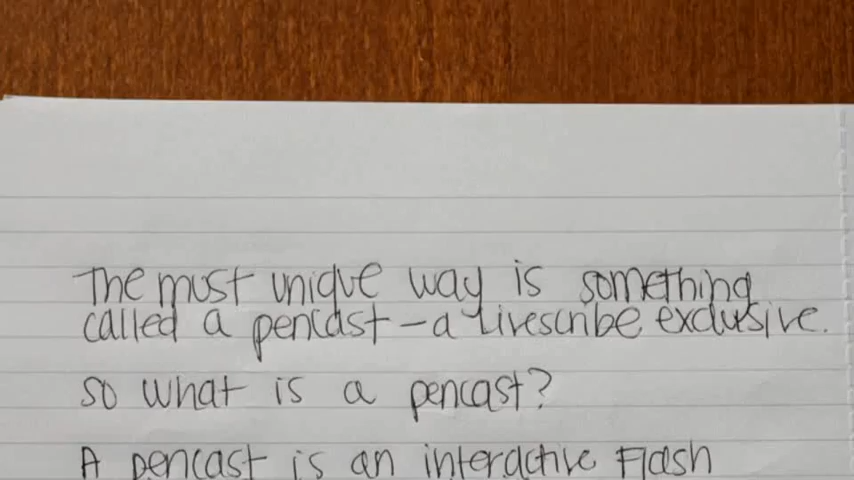 The most unique way is something
called a pencast - a Livescribe exclusive.
So what is a pencast?
A pencast is an interactive Flash